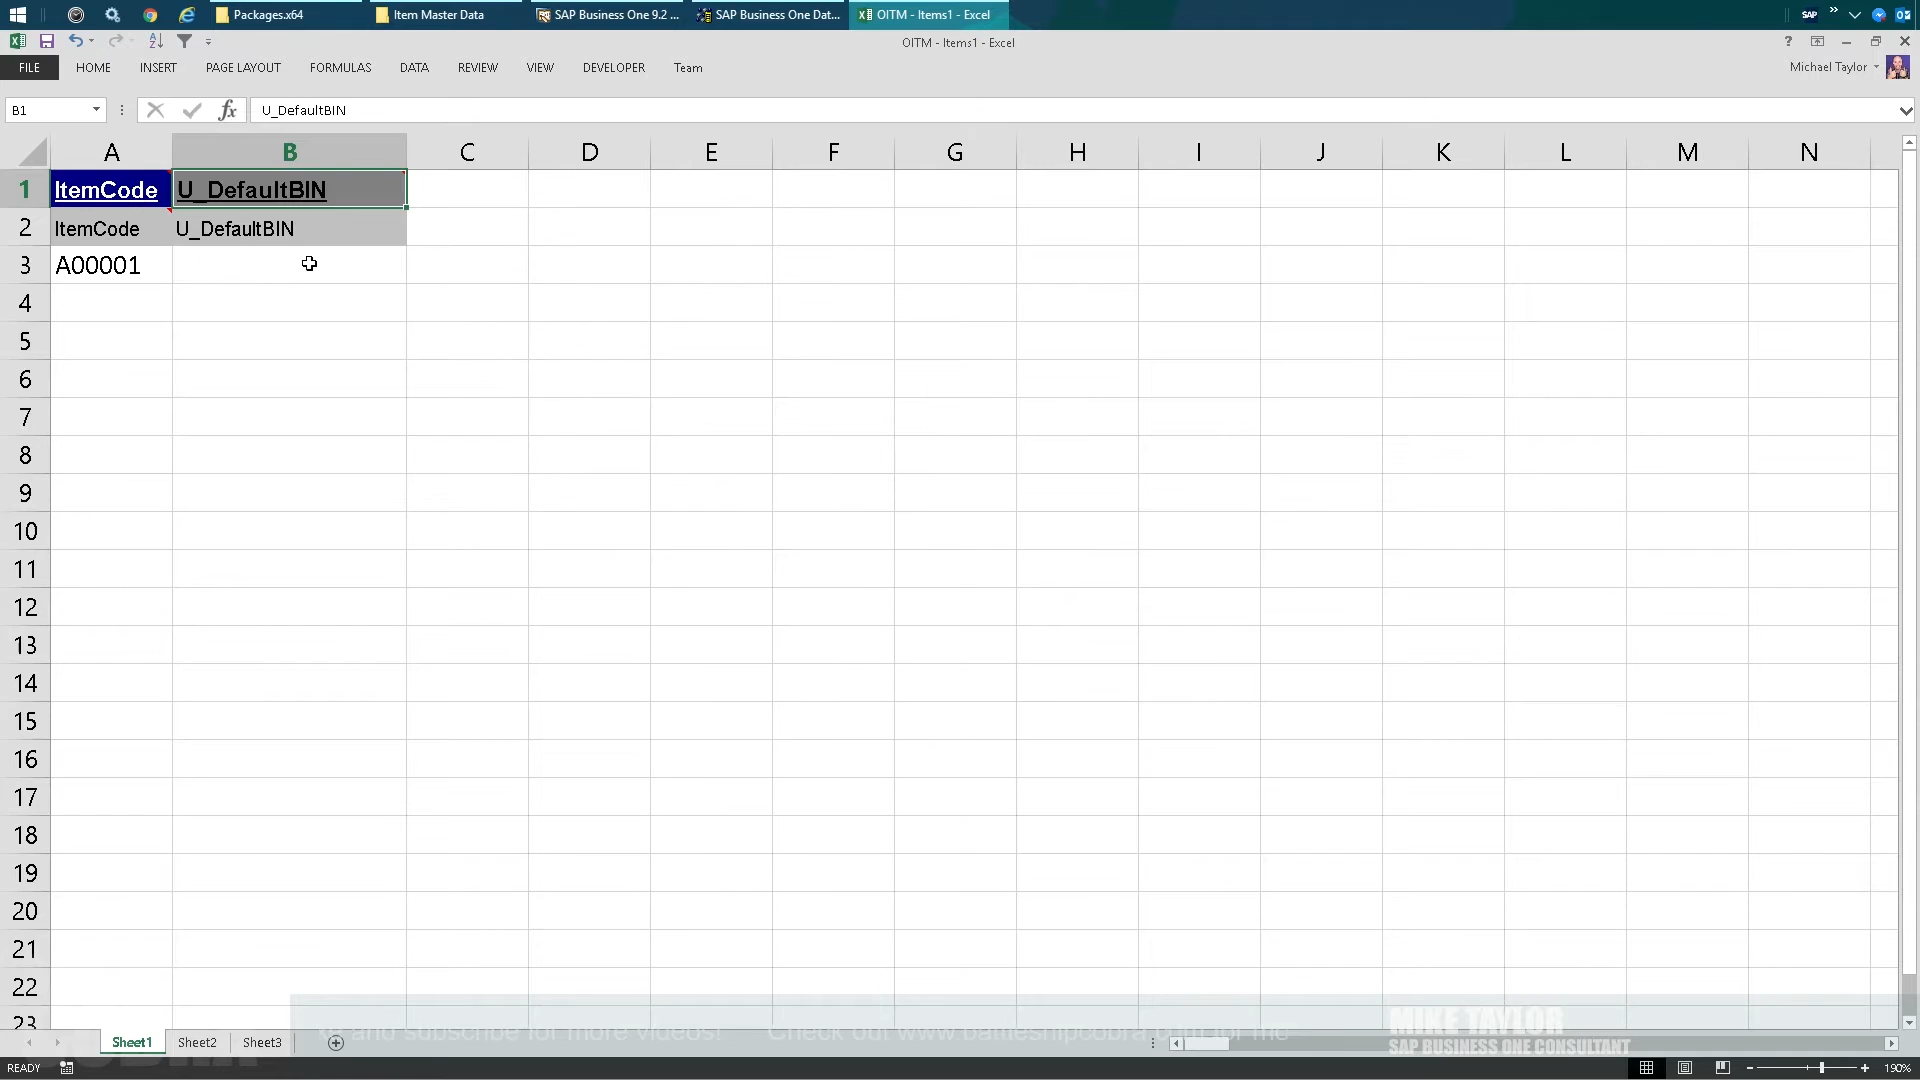 Packages.x64 Item Master Data SAP Business One 9.2 ... SAP Business One Dat... OITM - Items1 - Excel SAP
OITM - Items1 - Excel
FILE HOME INSERT PAGE LAYOUT FORMULAS DATA REVIEW VIEW DEVELOPER Team Michael Taylor
B1 fx U_DefaultBIN
A B C D E F G H I J K L M N
1 ItemCode U_DefaultBIN
2 ItemCode U_DefaultBIN
3 A00001
4
5
6
7
8
9
10
11
12
13
14
15
16
17
18
19
20
21
22
23
and subscribe for more videos! Check out www.battleshipcobra.com for me
MIKE TAYLOR
SAP BUSINESS ONE CONSULTANT
Sheet1 Sheet2 Sheet3
READY 190%